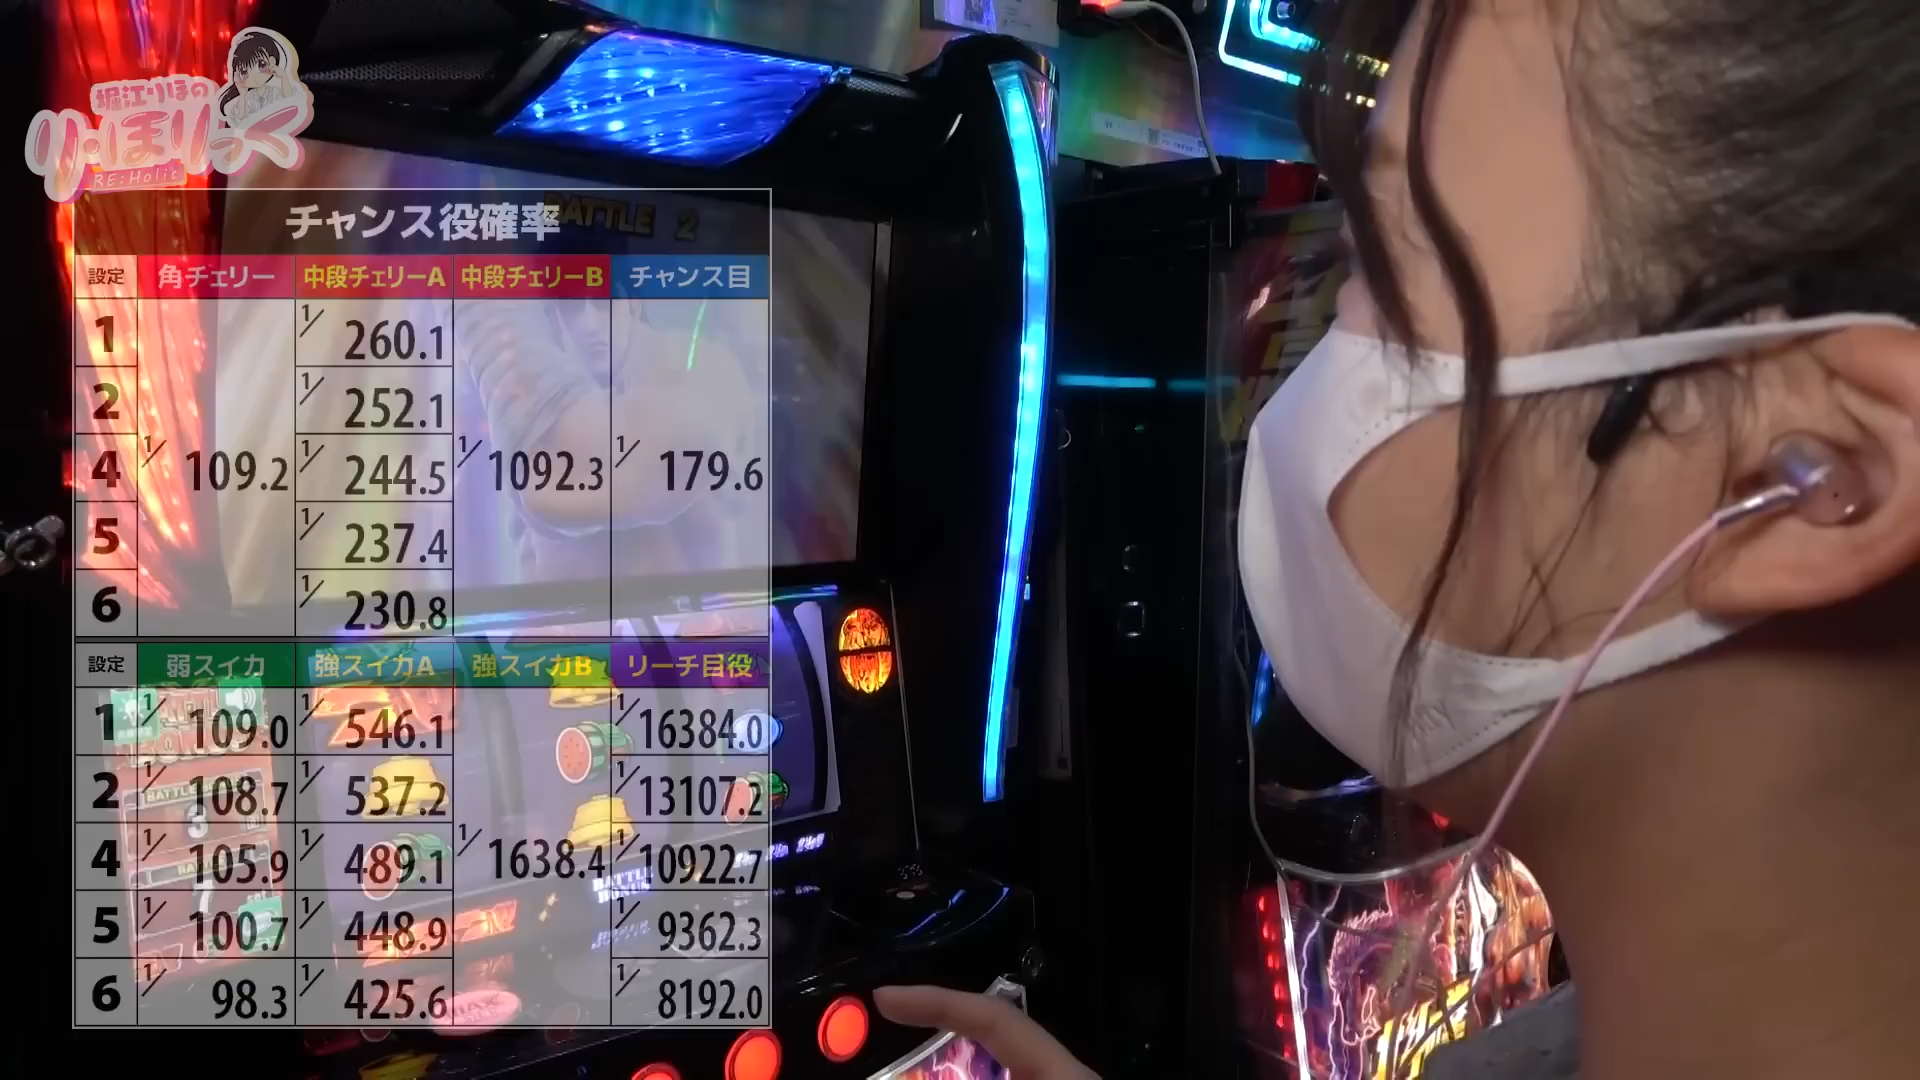 堀江りほの
り・ほりっく
RE:Holic
BATTLE 2
チャンス役確率
設定 角チェリー 中段チェリーA 中段チェリーB チャンス目
1 1/260.1
2 1/252.1
4 1/109.2 1/244.5 1/1092.3 1/179.6
5 1/237.4
6 1/230.8
設定 弱スイカ 強スイカA 強スイカB リーチ目役
1 1/109.0 1/546.1 1/16384.0
2 1/108.7 1/537.2 1/13107.2
4 1/105.9 1/489.1 1/1638.4 1/10922.7
5 1/100.7 1/448.9 1/9362.3
6 1/98.3 1/425.6 1/8192.0
BATTLE
BONUS